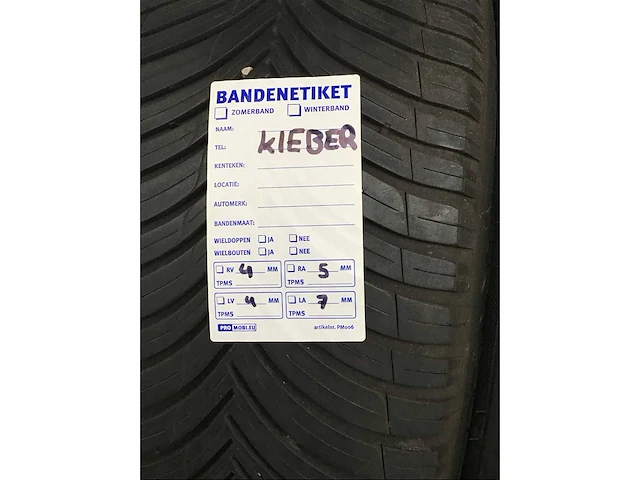 BANDENETIKET
ZOMERBAND WINTERBAND
NAAM:
TEL: KLEBER
KENTEKEN:
LOCATIE:
AUTOMERK:
BANDENMAAT:
WIELDOPPEN JA NEE
WIELBOUTEN JA NEE
RV 4 MM RA 5 MM
TPMS TPMS
LV 4 MM LA 7 MM
TPMS TPMS
PROMOBI.EU artikelnr. PM006